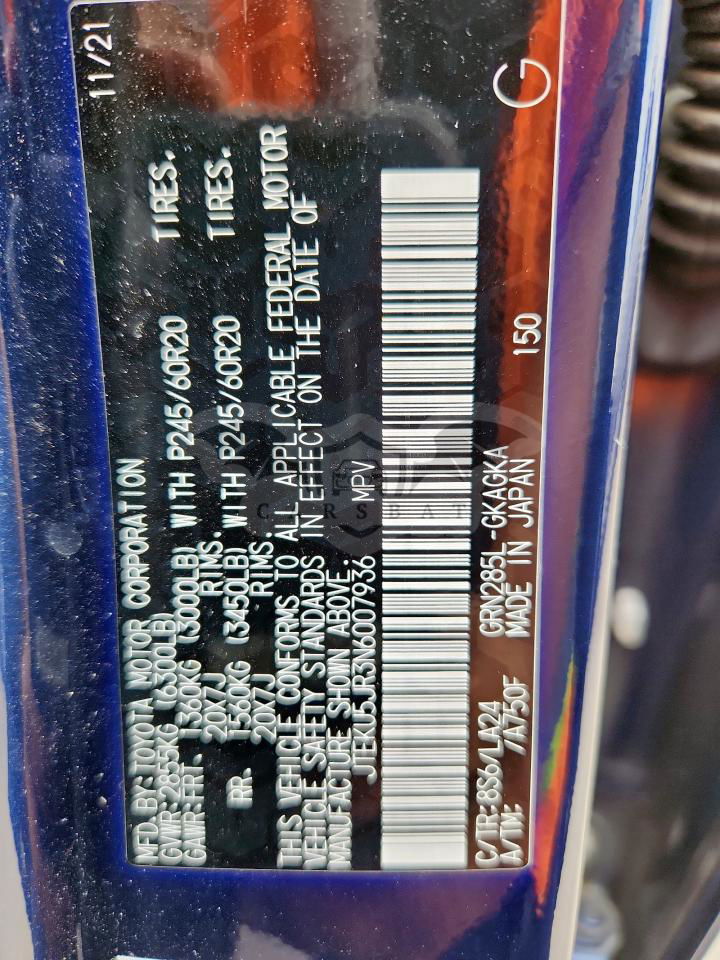 MFD.BY:TOYOTA MOTOR CORPORATION 11/21
GVWR:2855KG (6300LB)
GAWR:FRT. 1360KG (3000LB) WITH P245/60R20 TIRES.
20X7J RIMS.
RR. 1560KG (3450LB) WITH P245/60R20 TIRES.
20X7J RIMS.
THIS VEHICLE CONFORMS TO ALL APPLICABLE FEDERAL MOTOR
VEHICLE SAFETY STANDARDS IN EFFECT ON THE DATE OF
MANUFACTURE SHOWN ABOVE.
JTEKU5JR3N6007936 MPV
C/TR:8S6/LA24 GRN285L-GKAGKA 150 G
A/TM: /A750F MADE IN JAPAN
CARSBAT